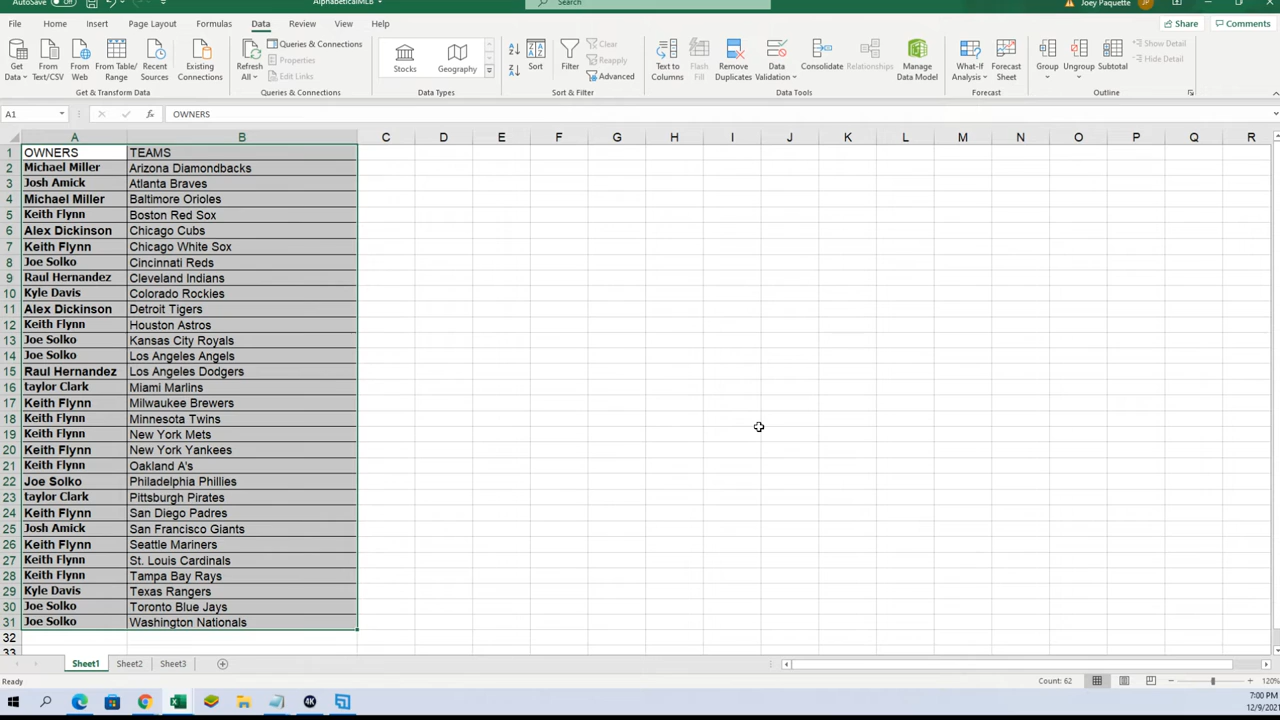 AutoSave Off AlphabeticalMLB Search Joey Paquette JP
File Home Insert Page Layout Formulas Data Review View Help Share Comments
Get Data From Text/CSV From Web From Table/Range Recent Sources Existing Connections
Refresh All Queries & Connections Properties Edit Links
Stocks Geography
Sort Filter Clear Reapply Advanced
Text to Columns Flash Fill Remove Duplicates Data Validation Consolidate Relationships Manage Data Model
What-If Analysis Forecast Sheet Group Ungroup Subtotal Show Detail Hide Detail
Get & Transform Data Queries & Connections Data Types Sort & Filter Data Tools Forecast Outline
A1 fx OWNERS
A B C D E F G H I J K L M N O P Q R
1 OWNERS TEAMS
2 Michael Miller Arizona Diamondbacks
3 Josh Amick Atlanta Braves
4 Michael Miller Baltimore Orioles
5 Keith Flynn Boston Red Sox
6 Alex Dickinson Chicago Cubs
7 Keith Flynn Chicago White Sox
8 Joe Solko Cincinnati Reds
9 Raul Hernandez Cleveland Indians
10 Kyle Davis Colorado Rockies
11 Alex Dickinson Detroit Tigers
12 Keith Flynn Houston Astros
13 Joe Solko Kansas City Royals
14 Joe Solko Los Angeles Angels
15 Raul Hernandez Los Angeles Dodgers
16 taylor Clark Miami Marlins
17 Keith Flynn Milwaukee Brewers
18 Keith Flynn Minnesota Twins
19 Keith Flynn New York Mets
20 Keith Flynn New York Yankees
21 Keith Flynn Oakland A's
22 Joe Solko Philadelphia Phillies
23 taylor Clark Pittsburgh Pirates
24 Keith Flynn San Diego Padres
25 Josh Amick San Francisco Giants
26 Keith Flynn Seattle Mariners
27 Keith Flynn St. Louis Cardinals
28 Keith Flynn Tampa Bay Rays
29 Kyle Davis Texas Rangers
30 Joe Solko Toronto Blue Jays
31 Joe Solko Washington Nationals
32
33
Sheet1 Sheet2 Sheet3
Ready Count: 62 120%
4K 7:00 PM
12/9/2021